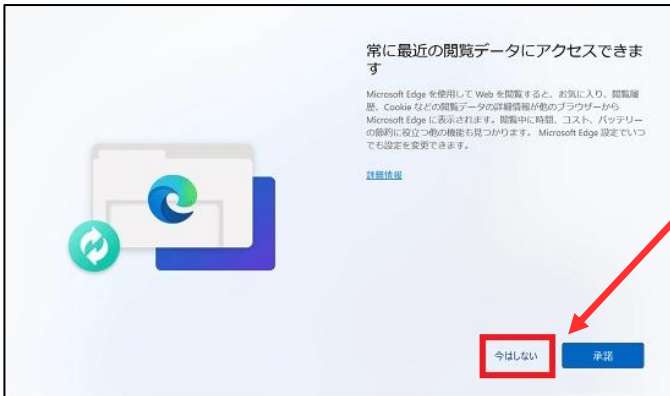 常に最近の閲覧データにアクセスできま
す
Microsoft Edge を使用して Web を閲覧すると、お気に入り、閲覧履
歴、Cookie などの閲覧データの詳細情報が他のブラウザーから
Microsoft Edge に表示されます。閲覧中に時間、コスト、バッテリー
の節約に役立つ他の機能も見つかります。 Microsoft Edge 設定でいつ
でも設定を変更できます。
詳細情報
今はしない
承諾